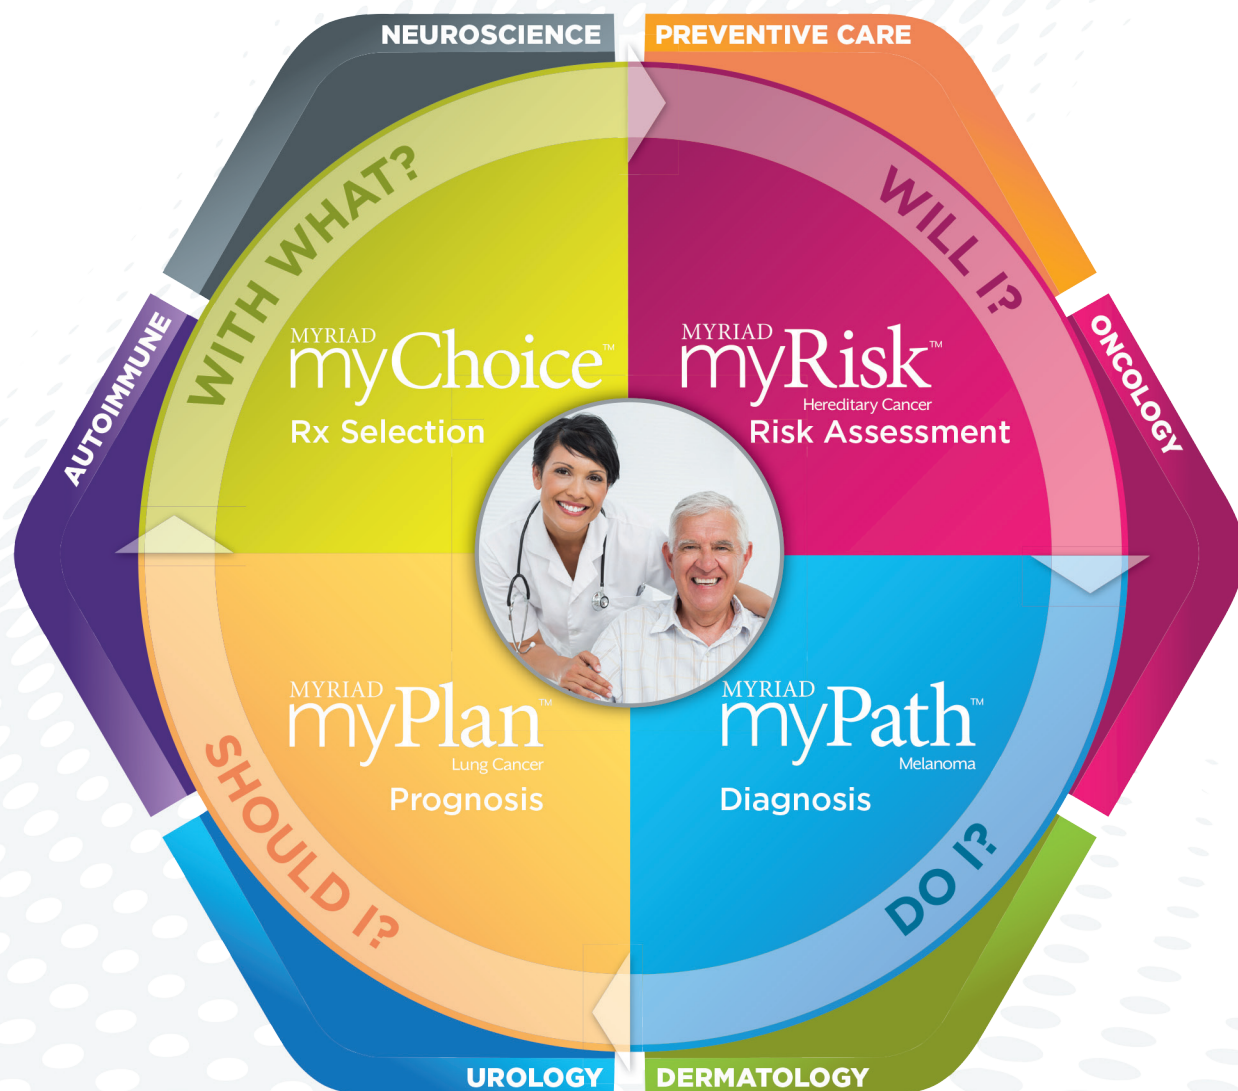 NEUROSCIENCE
PREVENTIVE CARE
WITH WHAT?
WILL I?
AUTOIMMUNE
ONCOLOGY
MYRIAD
myChoice™
Rx Selection
MYRIAD
myRisk™
Hereditary Cancer
Risk Assessment
MYRIAD
myPlan™
Lung Cancer
Prognosis
MYRIAD
myPath™
Melanoma
Diagnosis
SHOULD I?
DO I?
UROLOGY
DERMATOLOGY